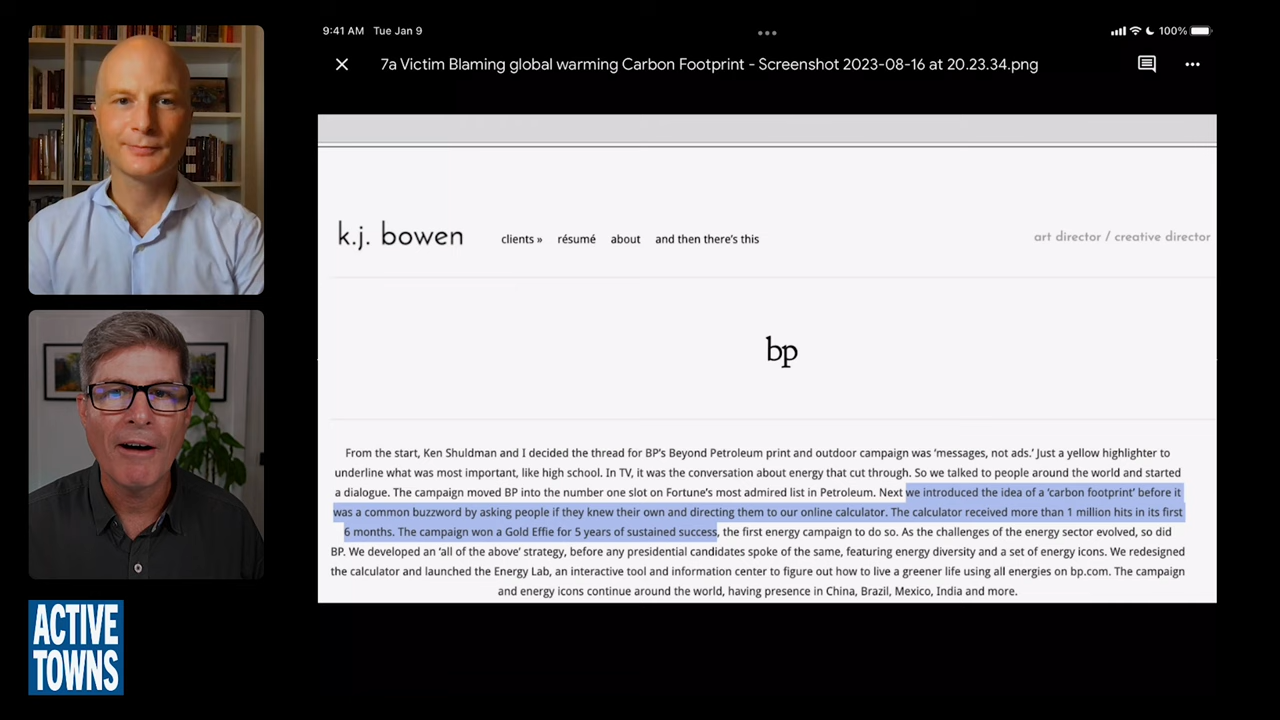 9:41 AM Tue Jan 9
100%
7a Victim Blaming global warming Carbon Footprint - Screenshot 2023-08-16 at 20.23.34.png
k.j. bowen
clients » résumé about and then there's this
art director / creative director
bp
From the start, Ken Shuldman and I decided the thread for BP's Beyond Petroleum print and outdoor campaign was 'messages, not ads.' Just a yellow highlighter to
underline what was most important, like high school. In TV, it was the conversation about energy that cut through. So we talked to people around the world and started
a dialogue. The campaign moved BP into the number one slot on Fortune's most admired list in Petroleum. Next we introduced the idea of a 'carbon footprint' before it
was a common buzzword by asking people if they knew their own and directing them to our online calculator. The calculator received more than 1 million hits in its first
6 months. The campaign won a Gold Effie for 5 years of sustained success, the first energy campaign to do so. As the challenges of the energy sector evolved, so did
BP. We developed an 'all of the above' strategy, before any presidential candidates spoke of the same, featuring energy diversity and a set of energy icons. We redesigned
the calculator and launched the Energy Lab, an interactive tool and information center to figure out how to live a greener life using all energies on bp.com. The campaign
and energy icons continue around the world, having presence in China, Brazil, Mexico, India and more.
ACTIVE
TOWNS